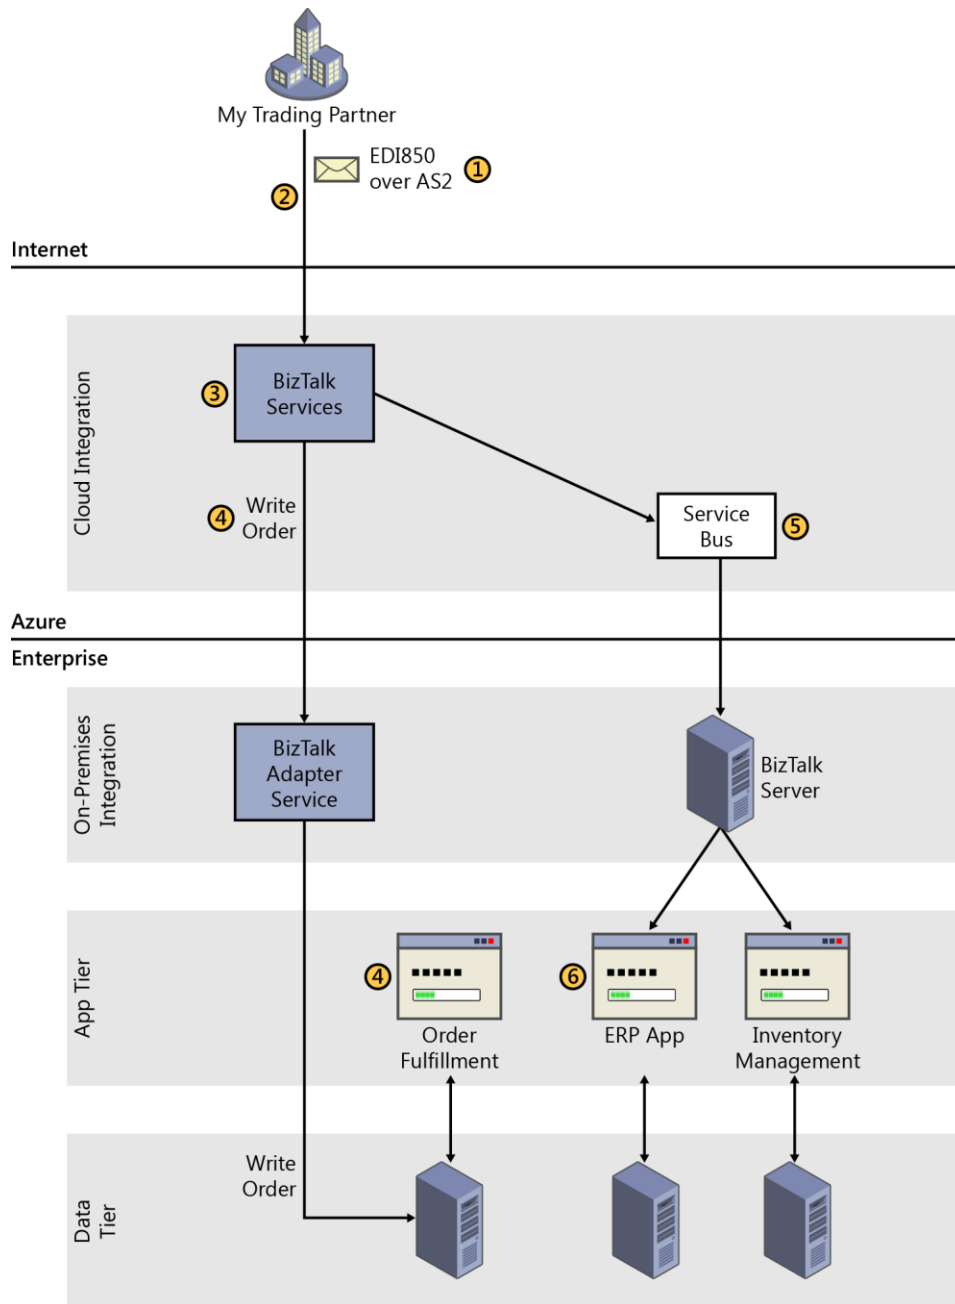 My Trading Partner
EDI850
over AS2
1
2
Internet
Cloud Integration
BizTalk
Services
3
4
Write
Order
Service
Bus
5
Azure
Enterprise
On-Premises
Integration
BizTalk
Adapter
Service
BizTalk
Server
App Tier
4
Order
Fulfillment
6
ERP App
Inventory
Management
Data
Tier
Write
Order